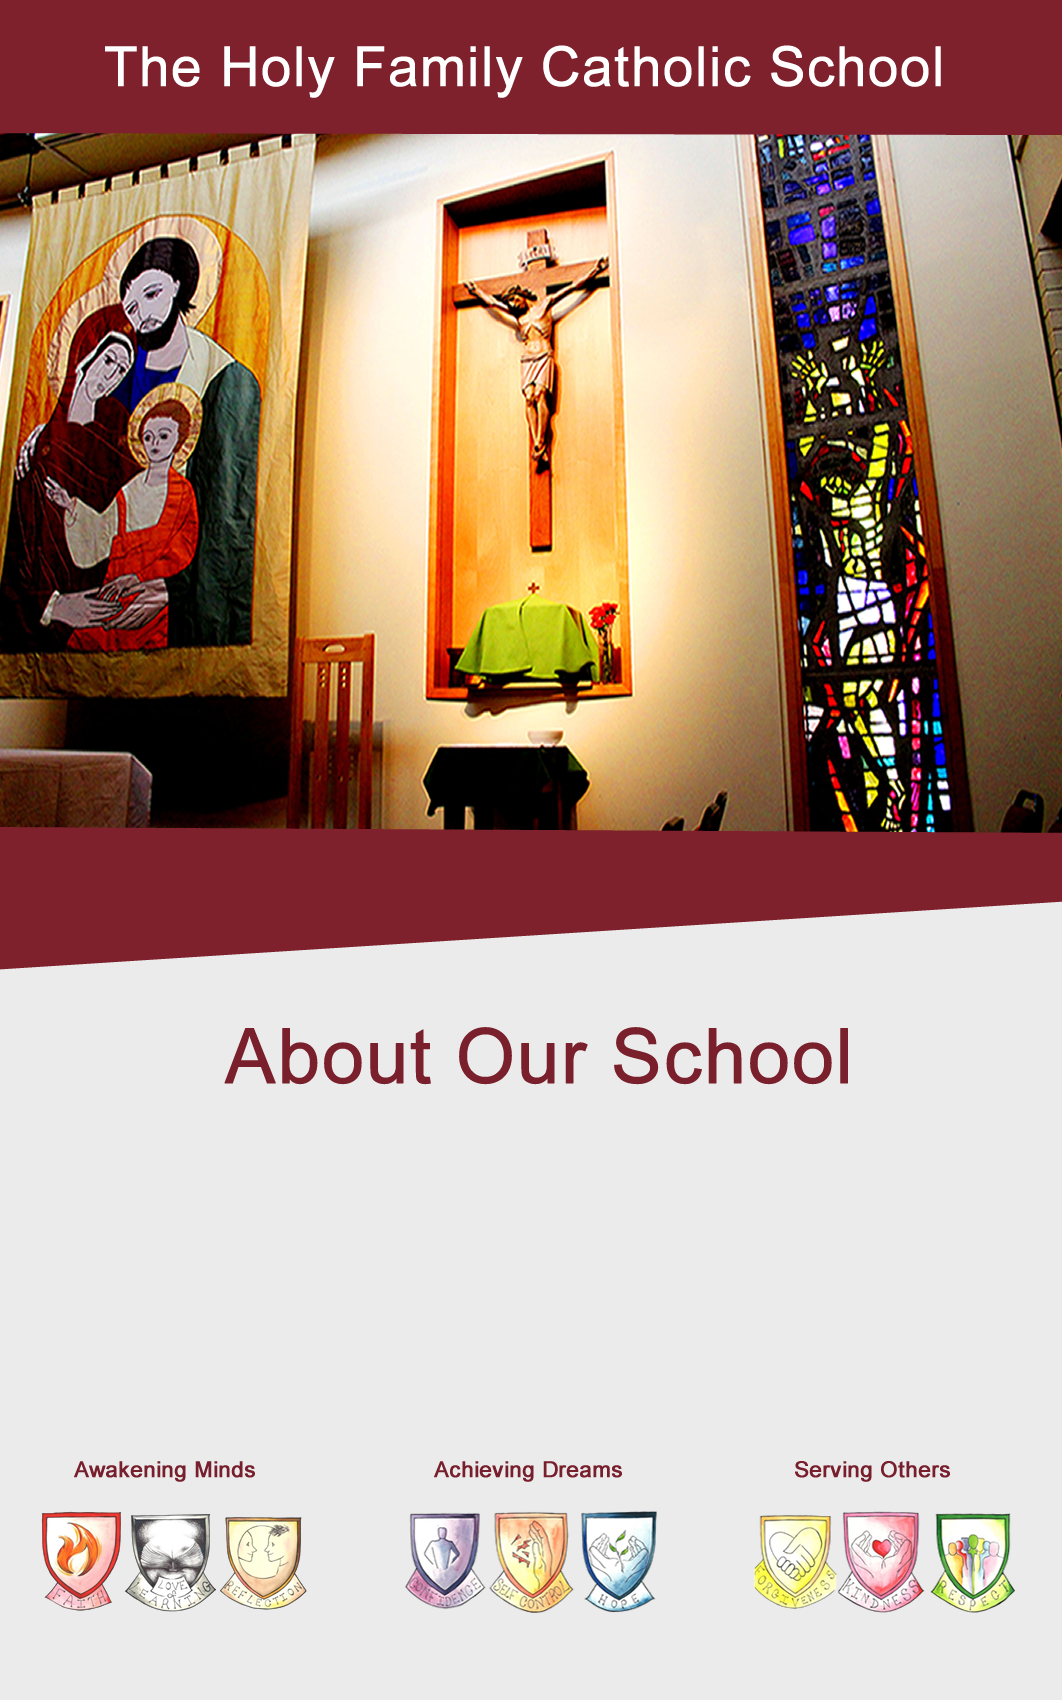 The Holy Family Catholic School
About Our School
Awakening Minds
Achieving Dreams
Serving Others
FAITH
LOVE
OF
LEARNING
REFLECTION
CONFIDENCE
SELF CONTROL
HOPE
FORGIVENESS
KINDNESS
RESPECT